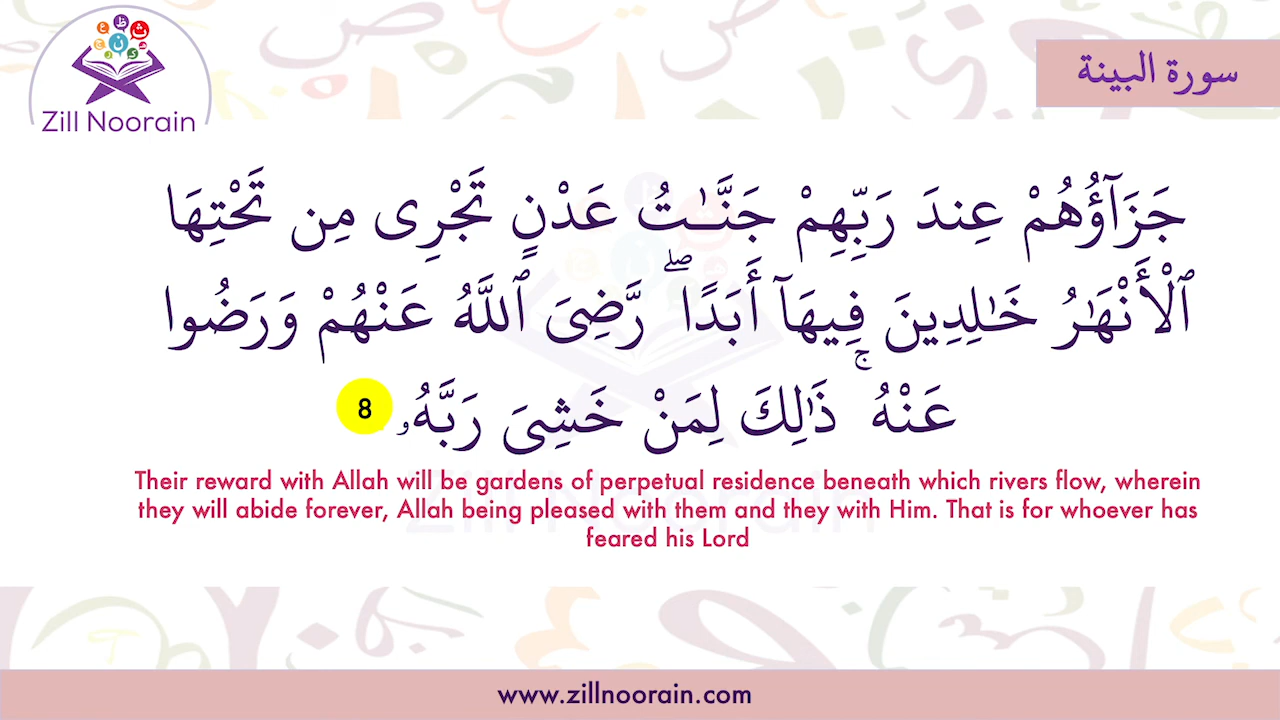 Zill Noorain
سورة البينة
جَزَآؤُهُمْ عِندَ رَبِّهِمْ جَنَّـٰتُ عَدْنٍ تَجْرِى مِن تَحْتِهَا
ٱلْأَنْهَـٰرُ خَـٰلِدِينَ فِيهَآ أَبَدًا ۖ رَّضِىَ ٱللَّهُ عَنْهُمْ وَرَضُوا
عَنْهُ ۚ ذَٰلِكَ لِمَنْ خَشِىَ رَبَّهُۥ 8
Their reward with Allah will be gardens of perpetual residence beneath which rivers flow, wherein
they will abide forever, Allah being pleased with them and they with Him. That is for whoever has
feared his Lord
www.zillnoorain.com